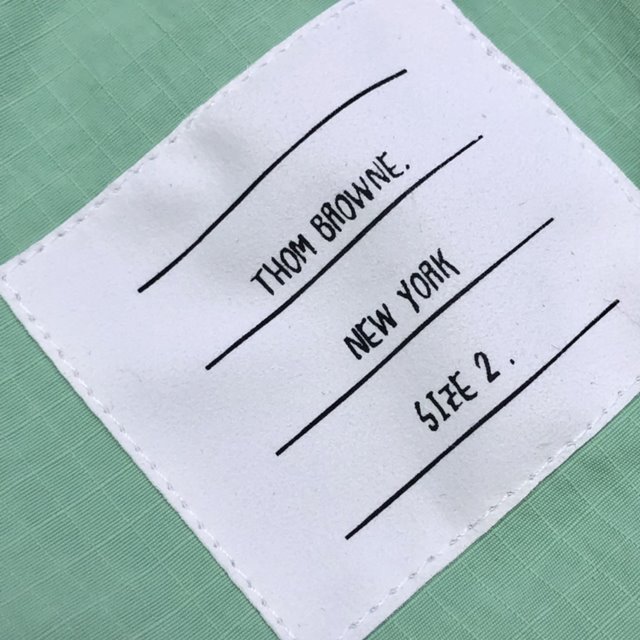 THOM BROWNE.
NEW YORK
SIZE 2.